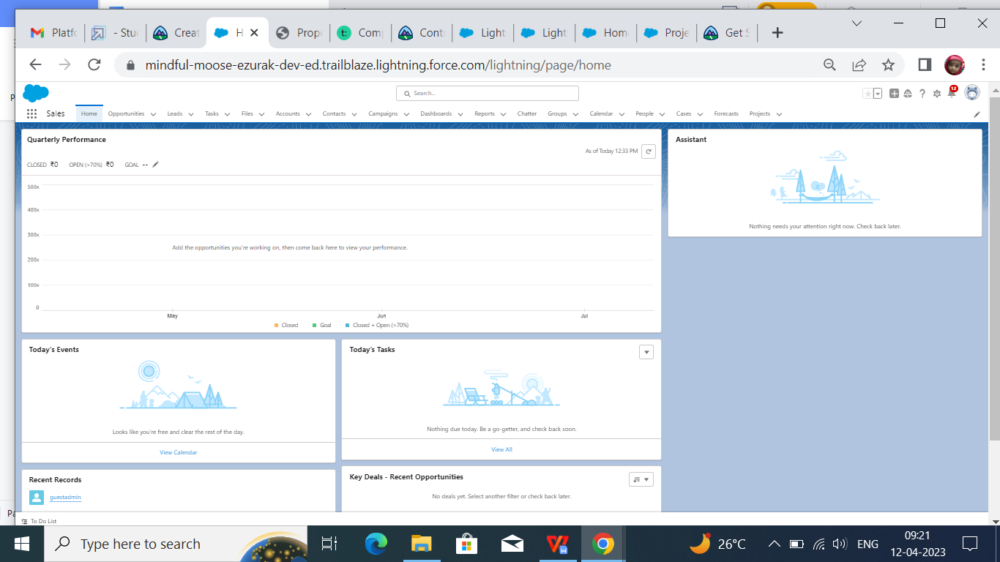 Platfo
- Stu
Creat
H
Prop
t: Com
Cont
Light
Light
Hom
Proje
Get S
mindful-moose-ezurak-dev-ed.trailblaze.lightning.force.com/lightning/page/home
Search...
12
Sales
Home
Opportunities
Leads
Tasks
Files
Accounts
Contacts
Campaigns
Dashboards
Reports
Chatter
Groups
Calendar
People
Cases
Forecasts
Projects
Quarterly Performance
As of Today 12:33 PM
CLOSED ₹0 OPEN (>70%) ₹0 GOAL --
500K
400K
300K
Add the opportunities you're working on, then come back here to view your performance.
200K
100K
0
May Jun Jul
Closed Goal Closed + Open (>70%)
Assistant
Nothing needs your attention right now. Check back later.
Today's Events
Looks like you're free and clear the rest of the day.
View Calendar
Today's Tasks
Nothing due today. Be a go-getter, and check back soon.
View All
Recent Records
guestadmin
Key Deals - Recent Opportunities
No deals yet. Select another filter or check back later.
To Do List
Type here to search
26°C
ENG
09:21
12-04-2023